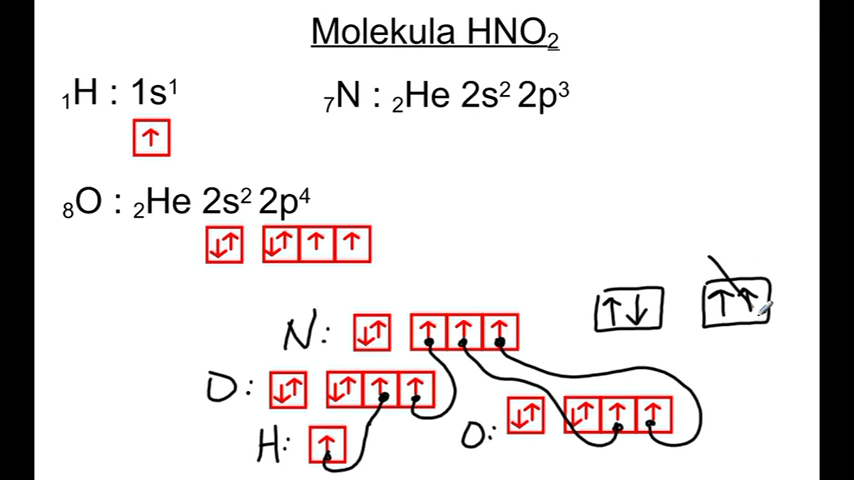 Molekula HNO₂
₁H : 1s¹
₇N : ₂He 2s² 2p³
₈O : ₂He 2s² 2p⁴
N:
O:
H:
O: